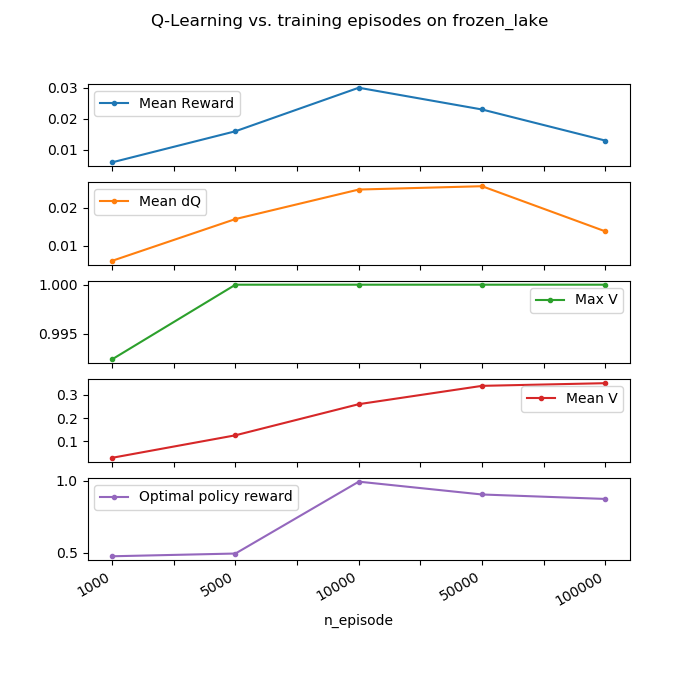 Q-Learning vs. training episodes on frozen_lake
0.03
0.02
0.01
Mean Reward
0.02
0.01
Mean dQ
1.000
0.995
Max V
0.3
0.2
0.1
Mean V
1.0
0.5
Optimal policy reward
1000 5000 10000 50000 100000
n_episode